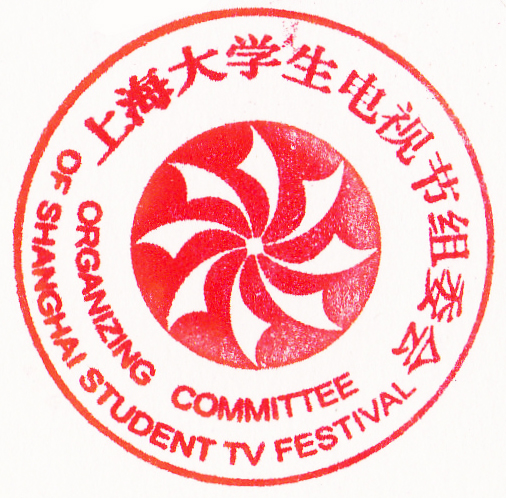 上海大学生电视节组委会
ORGANIZING COMMITTEE
OF SHANGHAI STUDENT TV FESTIVAL